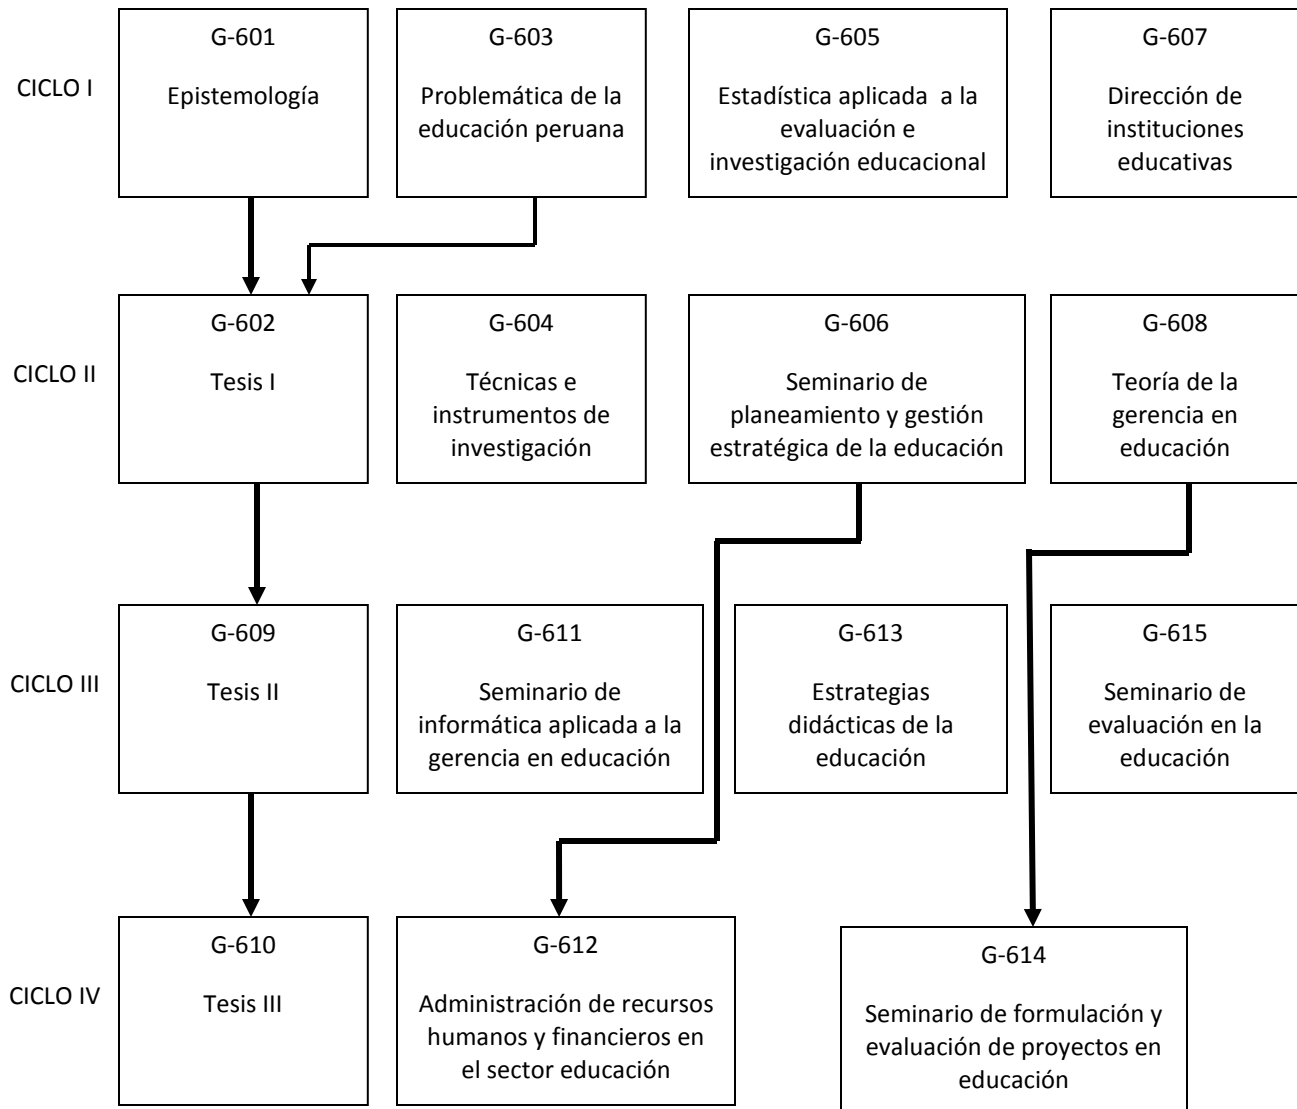 CICLO I
G-601
Epistemología
G-603
Problemática de la
educación peruana
G-605
Estadística aplicada a la
evaluación e
investigación educacional
G-607
Dirección de
instituciones
educativas
CICLO II
G-602
Tesis I
G-604
Técnicas e
instrumentos de
investigación
G-606
Seminario de
planeamiento y gestión
estratégica de la educación
G-608
Teoría de la
gerencia en
educación
CICLO III
G-609
Tesis II
G-611
Seminario de
informática aplicada a la
gerencia en educación
G-613
Estrategias
didácticas de la
educación
G-615
Seminario de
evaluación en la
educación
CICLO IV
G-610
Tesis III
G-612
Administración de recursos
humanos y financieros en
el sector educación
G-614
Seminario de formulación y
evaluación de proyectos en
educación